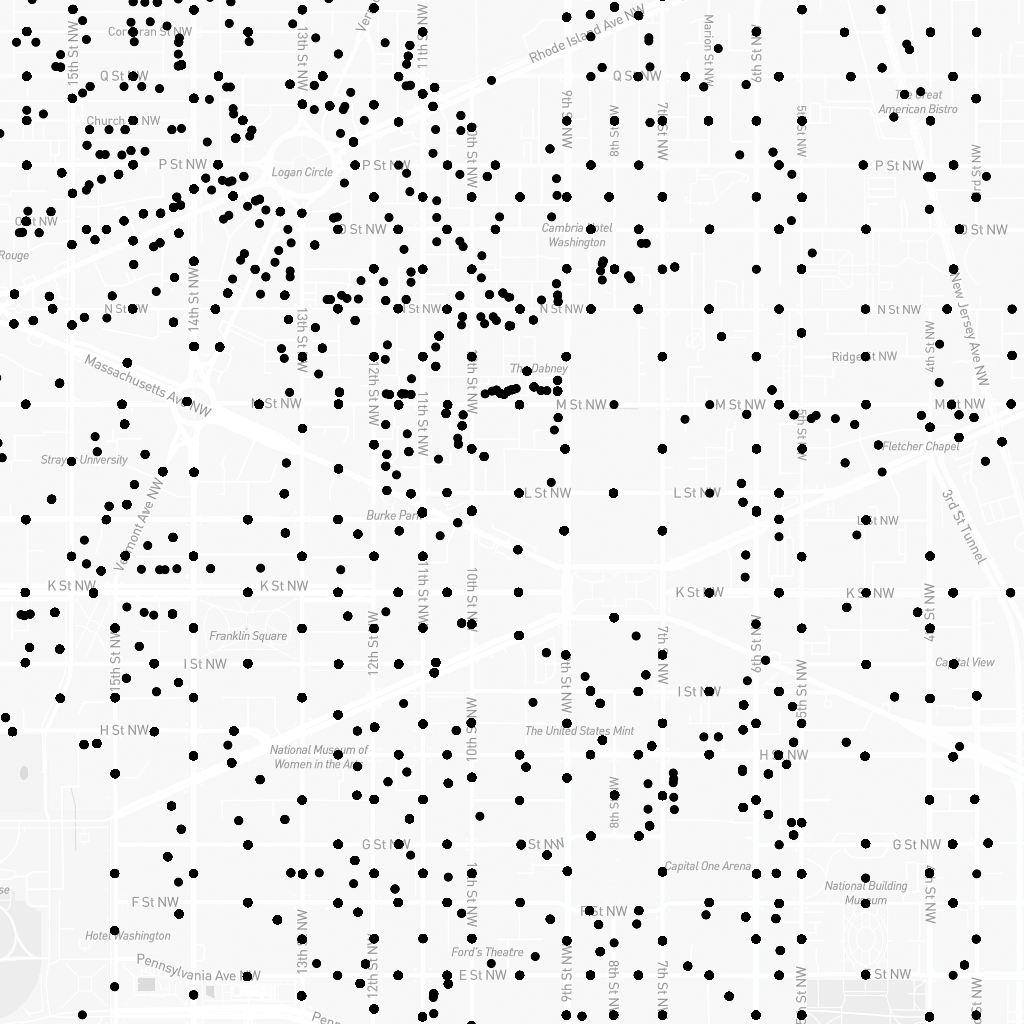 Corcoran St NW
15th St NW
13th St NW
11th St NW
Rhode Island Ave NW
Marion St NW
6th St NW
Q St NW
Q St NW
The Great
American Bistro
9th St NW
8th St NW
7th St NW
5th St NW
Church St NW
10th St NW
P St NW
Logan Circle
P St NW
P St NW
3rd St NW
O St NW
O St NW
Cambria Hotel
Washington
O St NW
Rouge
14th St NW
N St NW
N St NW
N St NW
N St NW
New Jersey Ave NW
13th St NW
4th St NW
Ridge St NW
Massachusetts Ave NW
12th St NW
10th St NW
The Dabney
M St NW
M St NW
M St NW
M St NW
11th St NW
5th St NW
Fletcher Chapel
Strayer University
L St NW
L St NW
L St NW
Vermont Ave NW
Burke Park
3rd St Tunnel
K St NW
K St NW
11th St NW
10th St NW
K St NW
K St NW
4th St NW
15th St NW
Franklin Square
12th St NW
7th St NW
6th St NW
I St NW
9th St NW
Capital View
I St NW
5th St NW
H St NW
10th St NW
The United States Mint
National Museum of
Women in the Arts
H St NW
8th St NW
G St NW
G St NW
Capital One Arena
10th St NW
National Building
Museum
4th St NW
F St NW
F St NW
Hotel Washington
13th St NW
12th St NW
Ford's Theatre
Pennsylvania Ave NW
E St NW
E St NW
9th St NW
8th St NW
7th St NW
5th St NW